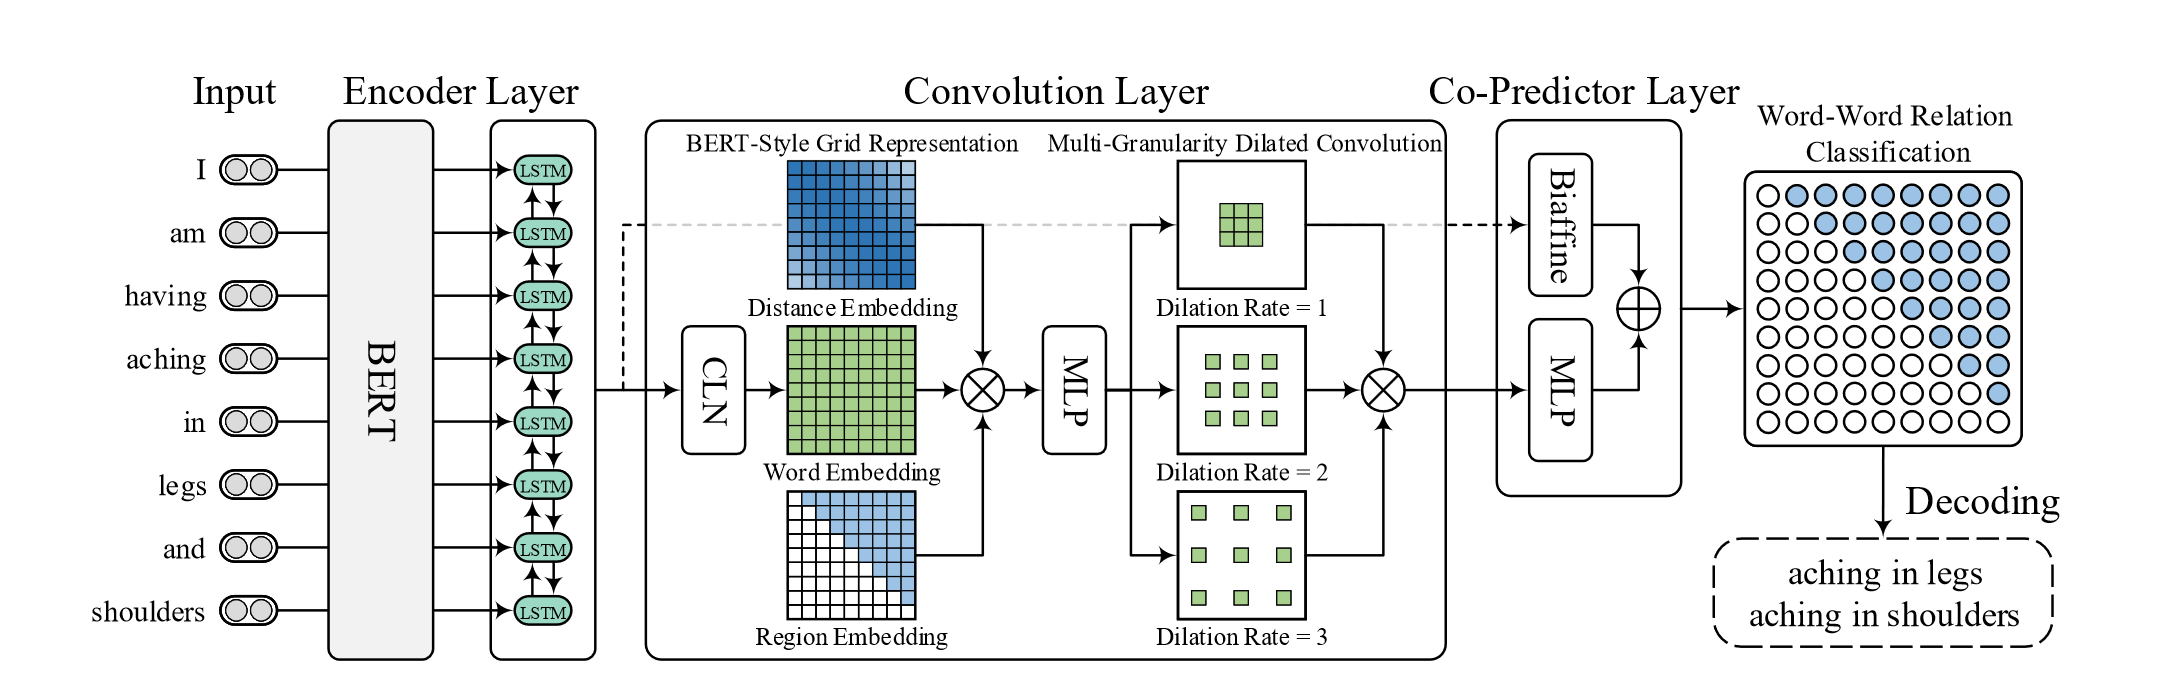 Input
Encoder Layer
Convolution Layer
Co-Predictor Layer
I
am
having
aching
in
legs
and
shoulders
BERT
LSTM
LSTM
LSTM
LSTM
LSTM
LSTM
LSTM
LSTM
BERT-Style Grid Representation
Distance Embedding
CLN
Word Embedding
Region Embedding
MLP
Multi-Granularity Dilated Convolution
Dilation Rate = 1
Dilation Rate = 2
Dilation Rate = 3
Biaffine
MLP
Word-Word Relation
Classification
Decoding
aching in legs
aching in shoulders